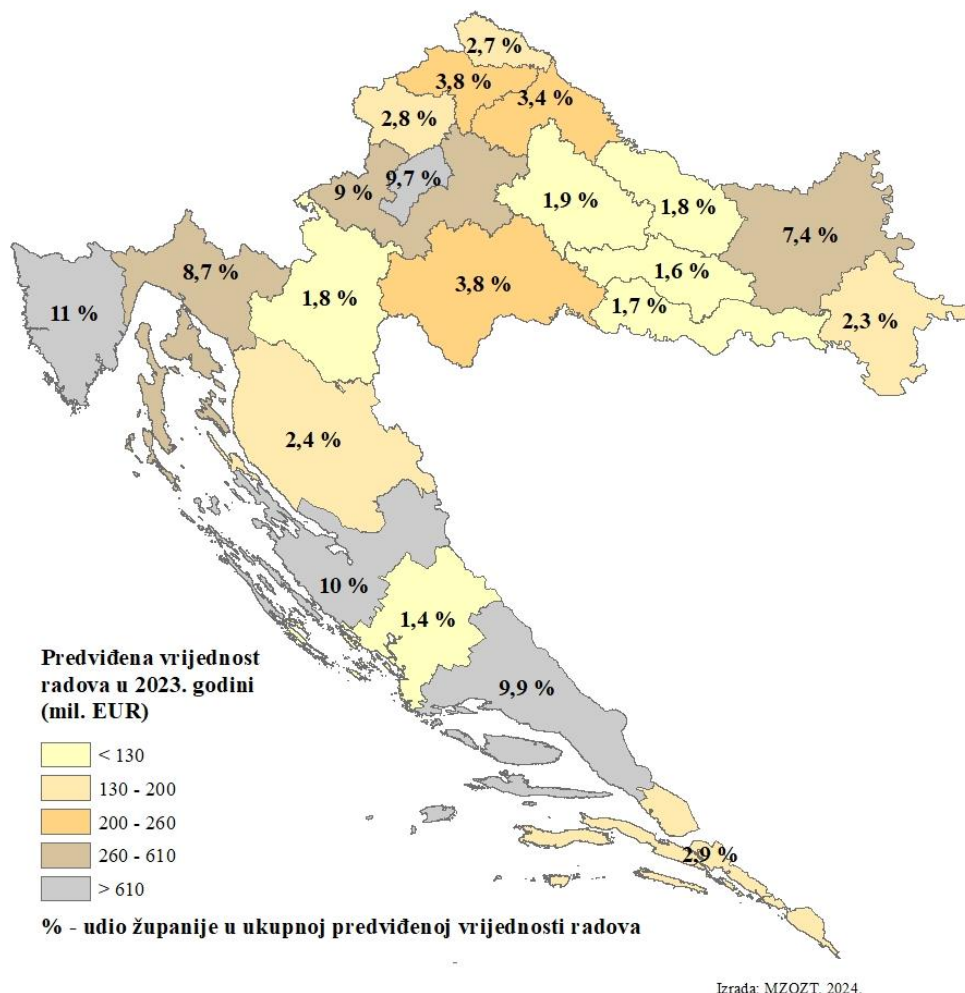 2,7 %
3,8 %
3,4 %
2,8 %
9,7 %
9 %
1,9 %
1,8 %
7,4 %
8,7 %
1,6 %
3,8 %
1,8 %
1,7 %
11 %
2,3 %
2,4 %
10 %
1,4 %
9,9 %
2,9 %
Predviđena vrijednost
radova u 2023. godini
(mil. EUR)
< 130
130 - 200
200 - 260
260 - 610
> 610
% - udio županije u ukupnoj predviđenoj vrijednosti radova
Izrada: MZOZT, 2024.